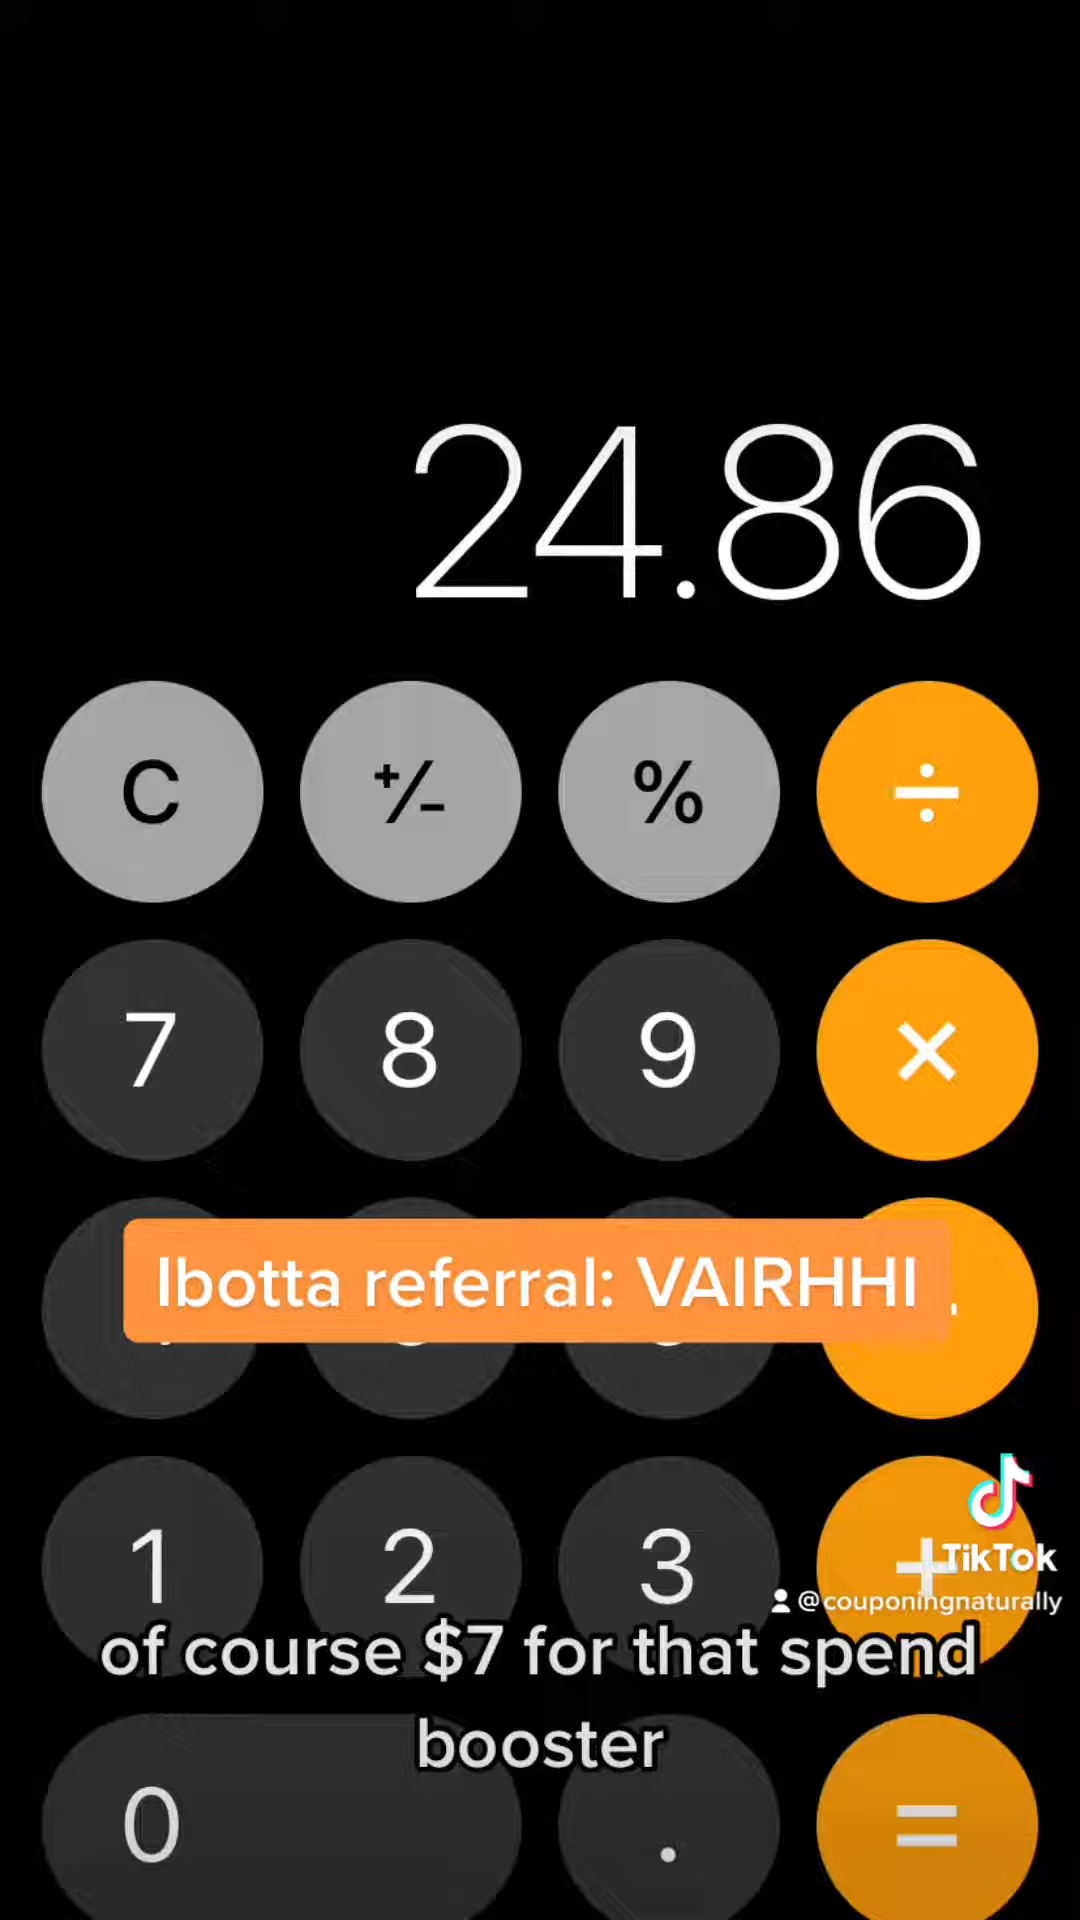 24.86
C +/- % ÷
7 8 9 ×
Ibotta referral: VAIRHHI
1 2 3 +
TikTok
@couponingnaturally
of course $7 for that spend
booster
0 . =